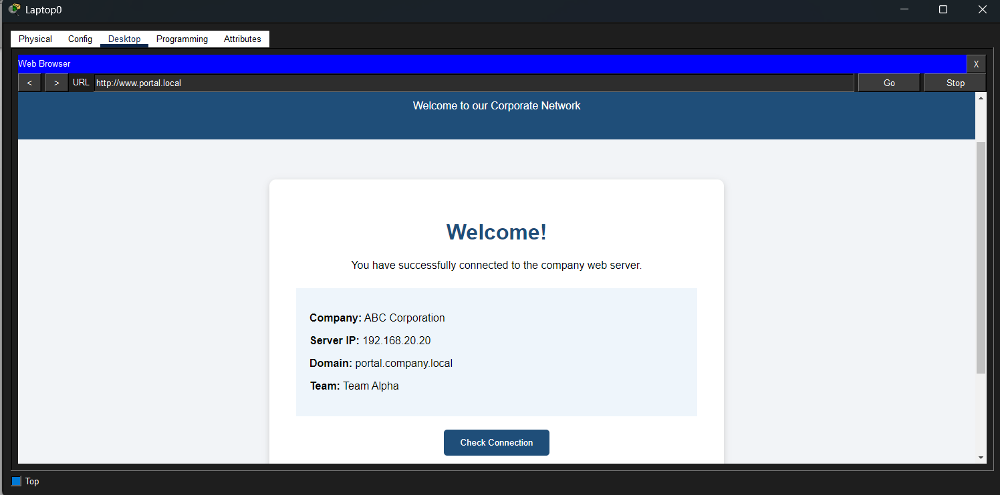 Laptop0
Physical Config Desktop Programming Attributes
Web Browser X
< > URL http://www.portal.local Go Stop
Welcome to our Corporate Network
Welcome!
You have successfully connected to the company web server.
Company: ABC Corporation
Server IP: 192.168.20.20
Domain: portal.company.local
Team: Team Alpha
Check Connection
Top